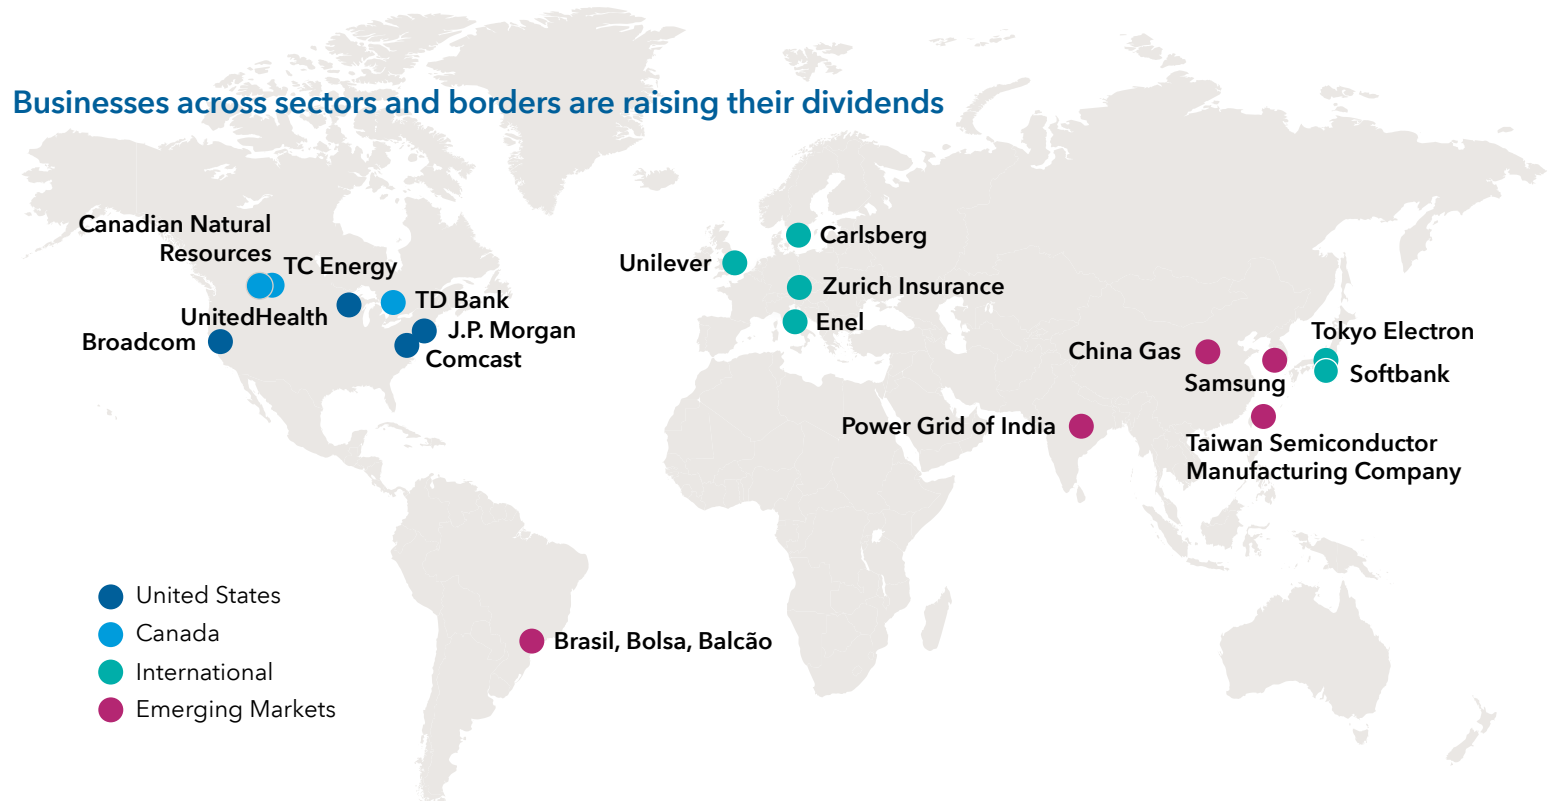 Businesses across sectors and borders are raising their dividends
Canadian Natural
Resources
TC Energy
UnitedHealth
TD Bank
Broadcom
J.P. Morgan
Comcast
Carlsberg
Unilever
Zurich Insurance
Enel
Tokyo Electron
China Gas
Samsung
Softbank
Power Grid of India
Taiwan Semiconductor
Manufacturing Company
Brasil, Bolsa, Balcão
United States
Canada
International
Emerging Markets